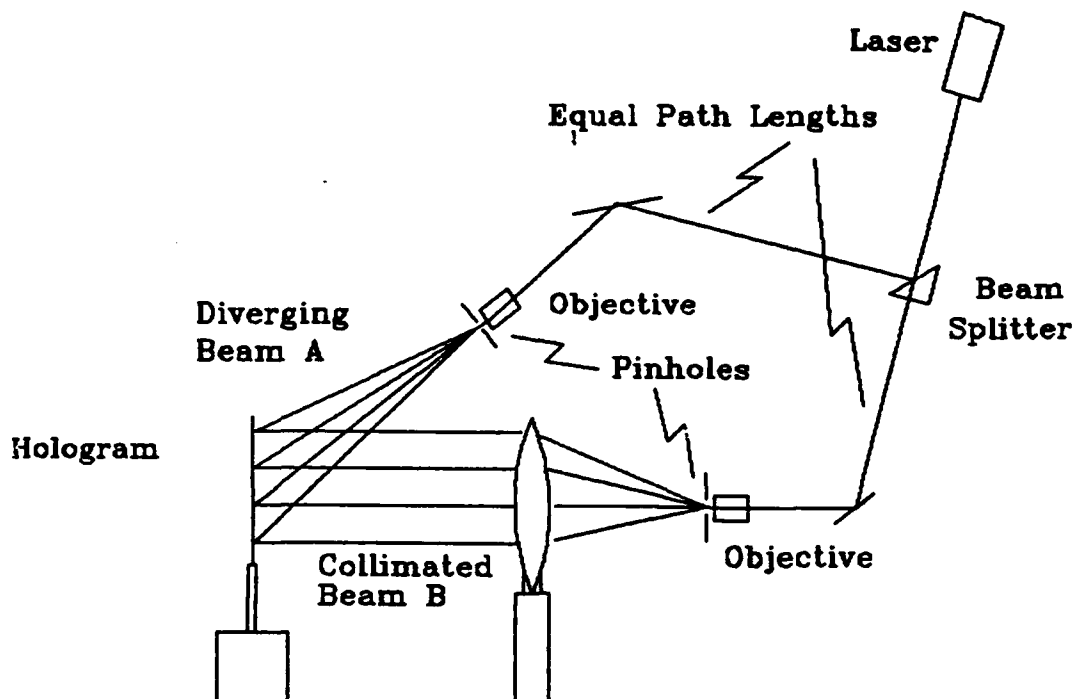 Laser
Equal Path Lengths
Beam
Splitter
Objective
Diverging
Beam A
Pinholes
Hologram
Objective
Collimated
Beam B